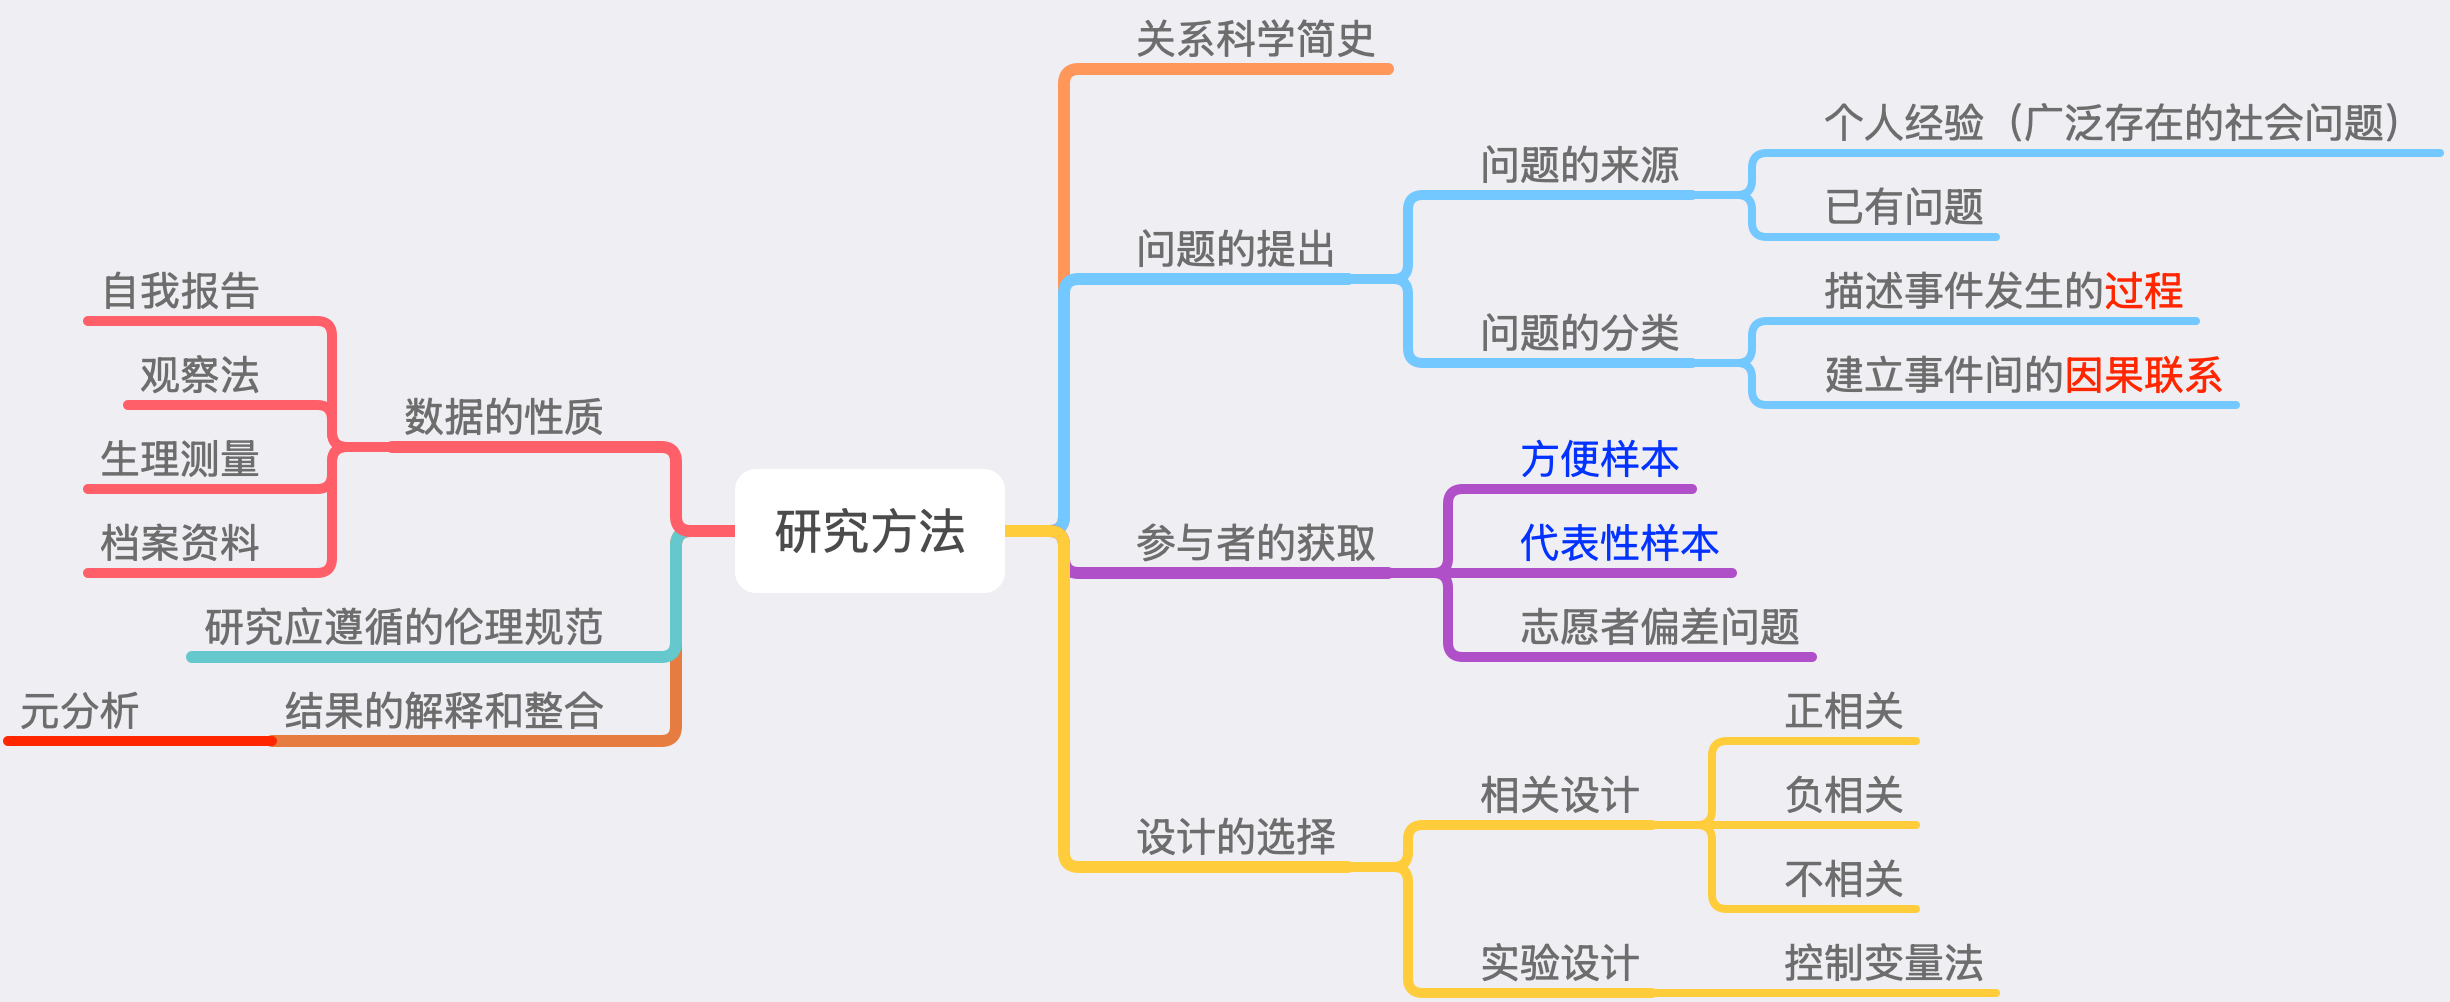 研究方法
关系科学简史
问题的提出
问题的来源
个人经验（广泛存在的社会问题）
已有问题
问题的分类
描述事件发生的过程
建立事件间的因果联系
参与者的获取
方便样本
代表性样本
志愿者偏差问题
设计的选择
相关设计
正相关
负相关
不相关
实验设计
控制变量法
数据的性质
自我报告
观察法
生理测量
档案资料
研究应遵循的伦理规范
结果的解释和整合
元分析